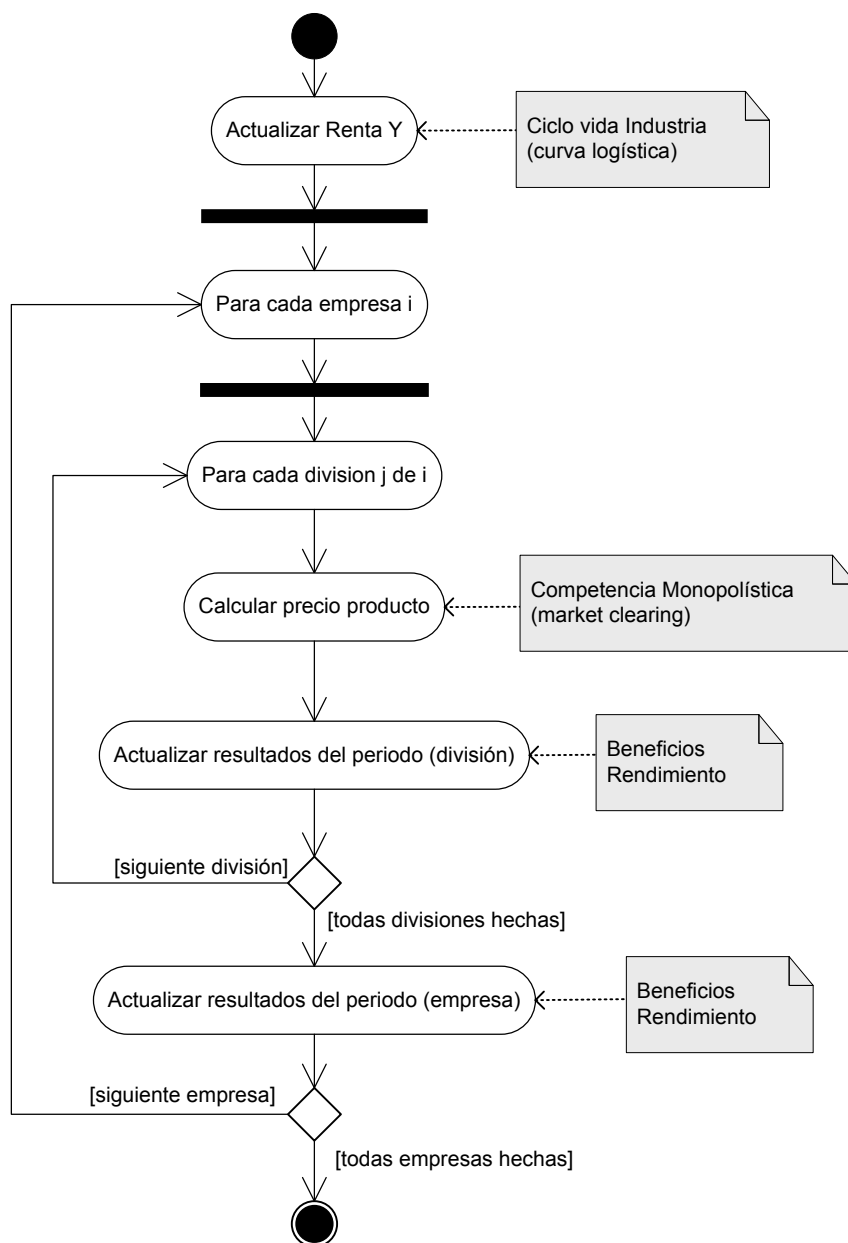 Actualizar Renta Y
Ciclo vida Industria
(curva logística)
Para cada empresa i
Para cada division j de i
Calcular precio producto
Competencia Monopolística
(market clearing)
Actualizar resultados del periodo (división)
Beneficios
Rendimiento
[siguiente división]
[todas divisiones hechas]
Actualizar resultados del periodo (empresa)
Beneficios
Rendimiento
[siguiente empresa]
[todas empresas hechas]